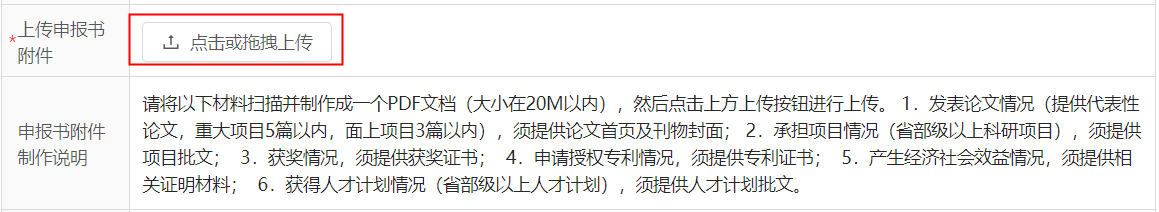 *上传申报书
附件
点击或拖拽上传
申报书附件
制作说明
请将以下材料扫描并制作成一个PDF文档（大小在20M以内），然后点击上方上传按钮进行上传。 1．发表论文情况（提供代表性
论文，重大项目5篇以内，面上项目3篇以内），须提供论文首页及刊物封面； 2．承担项目情况（省部级以上科研项目），须提供
项目批文； 3．获奖情况，须提供获奖证书； 4．申请授权专利情况，须提供专利证书； 5．产生经济社会效益情况，须提供相
关证明材料； 6．获得人才计划情况（省部级以上人才计划），须提供人才计划批文。